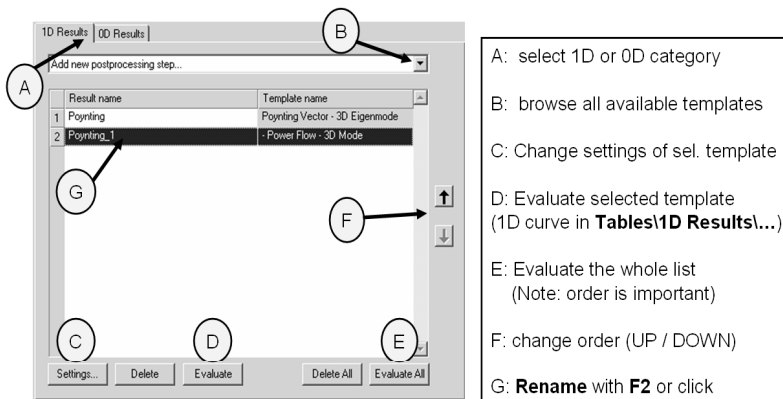 1D Results 0D Results
B
Add new postprocessing step...
A
Result name Template name
1 Poynting Poynting Vector - 3D Eigenmode
2 Poynting_1 - Power Flow - 3D Mode
G
F
C D E
Settings... Delete Evaluate Delete All Evaluate All
A: select 1D or 0D category
B: browse all available templates
C: Change settings of sel. template
D: Evaluate selected template
(1D curve in Tables\1D Results\...)
E: Evaluate the whole list
(Note: order is important)
F: change order (UP / DOWN)
G: Rename with F2 or click